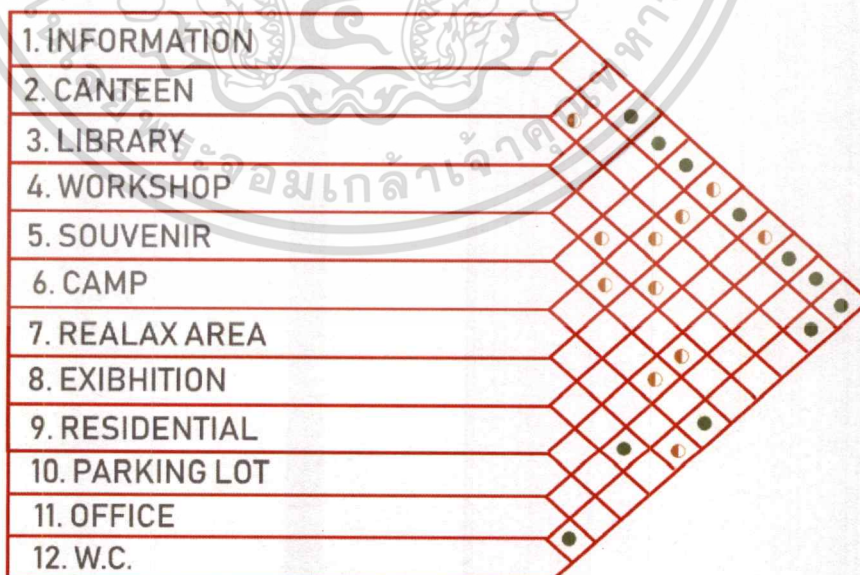 1. INFORMATION
2. CANTEEN
3. LIBRARY
4. WORKSHOP
5. SOUVENIR
6. CAMP
7. REALAX AREA
8. EXIBHITION
9. RESIDENTIAL
10. PARKING LOT
11. OFFICE
12. W.C.